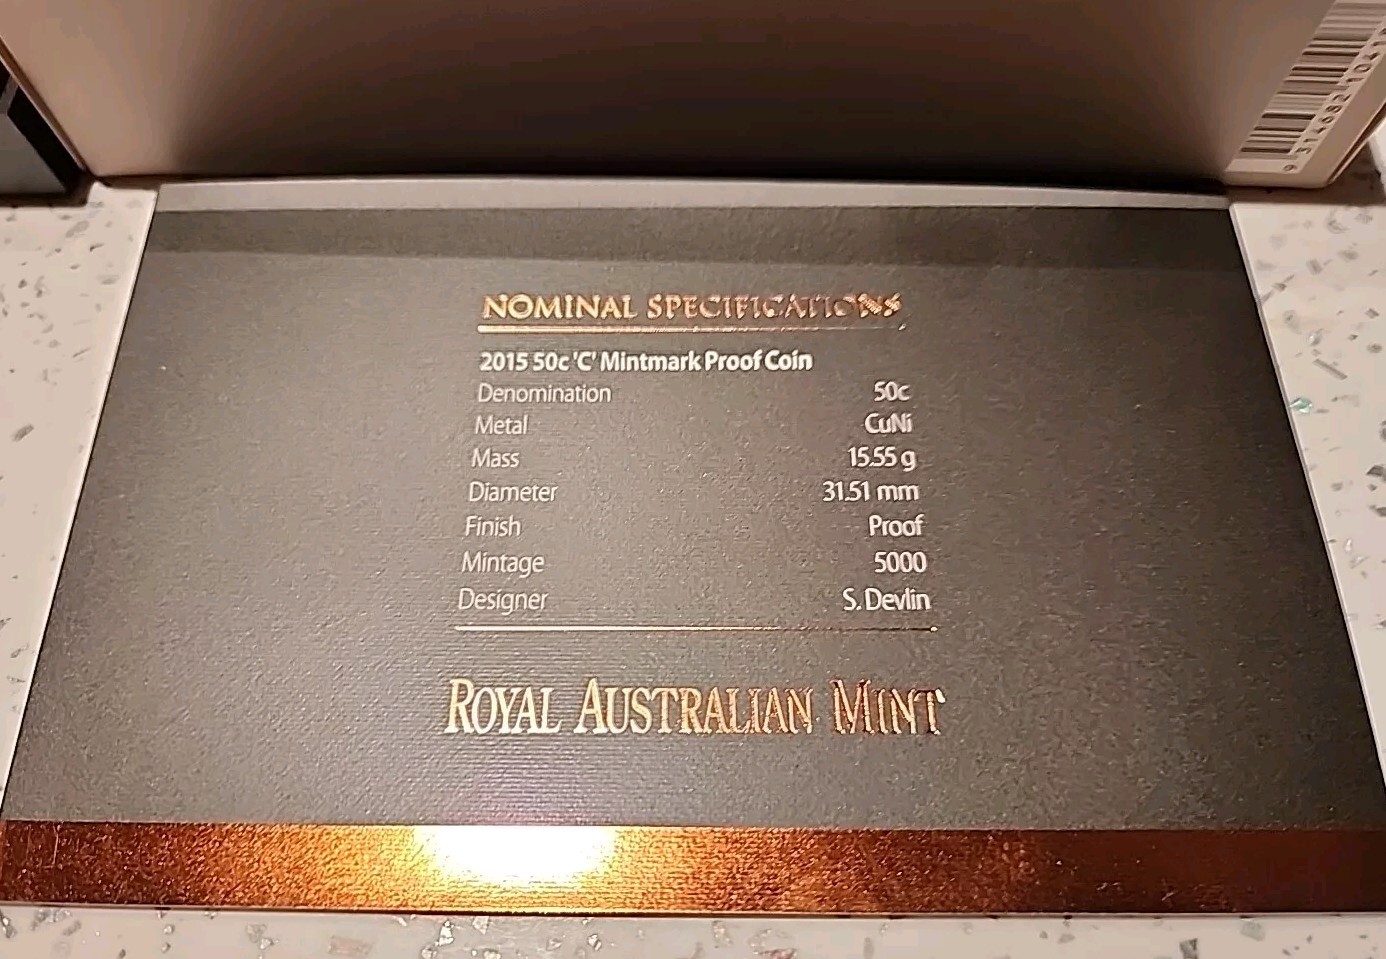 NOMINAL SPECIFICATIONS
2015 50c 'C' Mintmark Proof Coin
Denomination 50c
Metal CuNi
Mass 15.55 g
Diameter 31.51 mm
Finish Proof
Mintage 5000
Designer S. Devlin
ROYAL AUSTRALIAN MINT